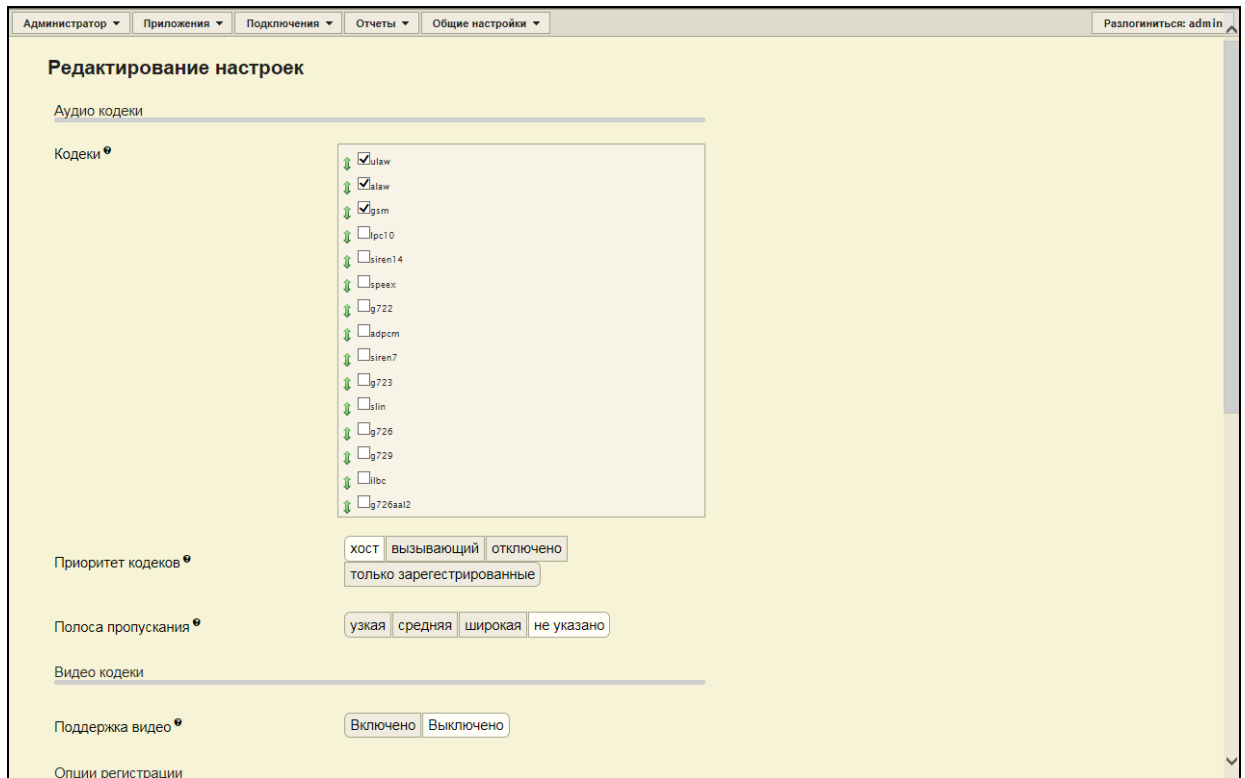 Администратор Приложения Подключения Отчеты Общие настройки Разлогиниться: admin
Редактирование настроек
Аудио кодеки
Кодеки
ulaw
alaw
gsm
lpc10
siren14
speex
g722
adpcm
siren7
g723
slin
g726
g729
ilbc
g726aal2
Приоритет кодеков хост вызывающий отключено
только зарегестрированные
Полоса пропускания узкая средняя широкая не указано
Видео кодеки
Поддержка видео Включено Выключено
Опции регистрации